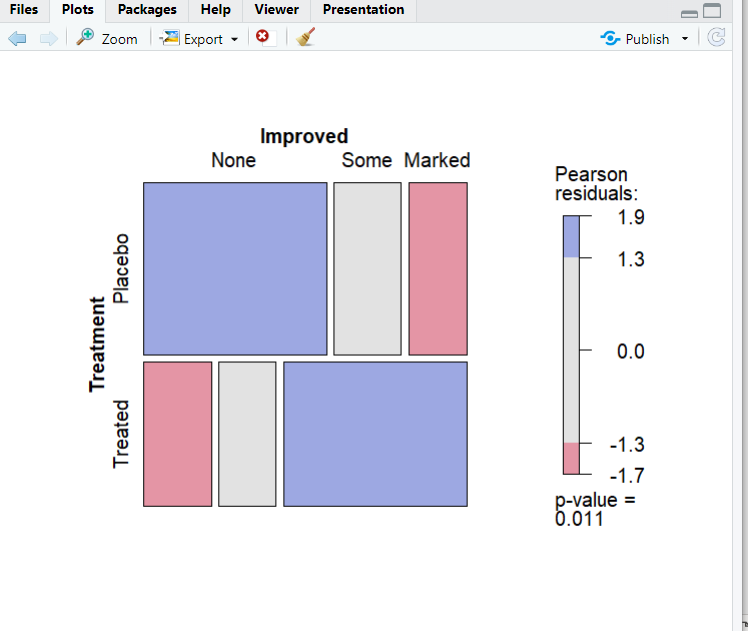 Files Plots Packages Help Viewer Presentation
Zoom Export Publish
Improved
None Some Marked
Treatment
Placebo
Treated
Pearson
residuals:
1.9
1.3
0.0
-1.3
-1.7
p-value =
0.011